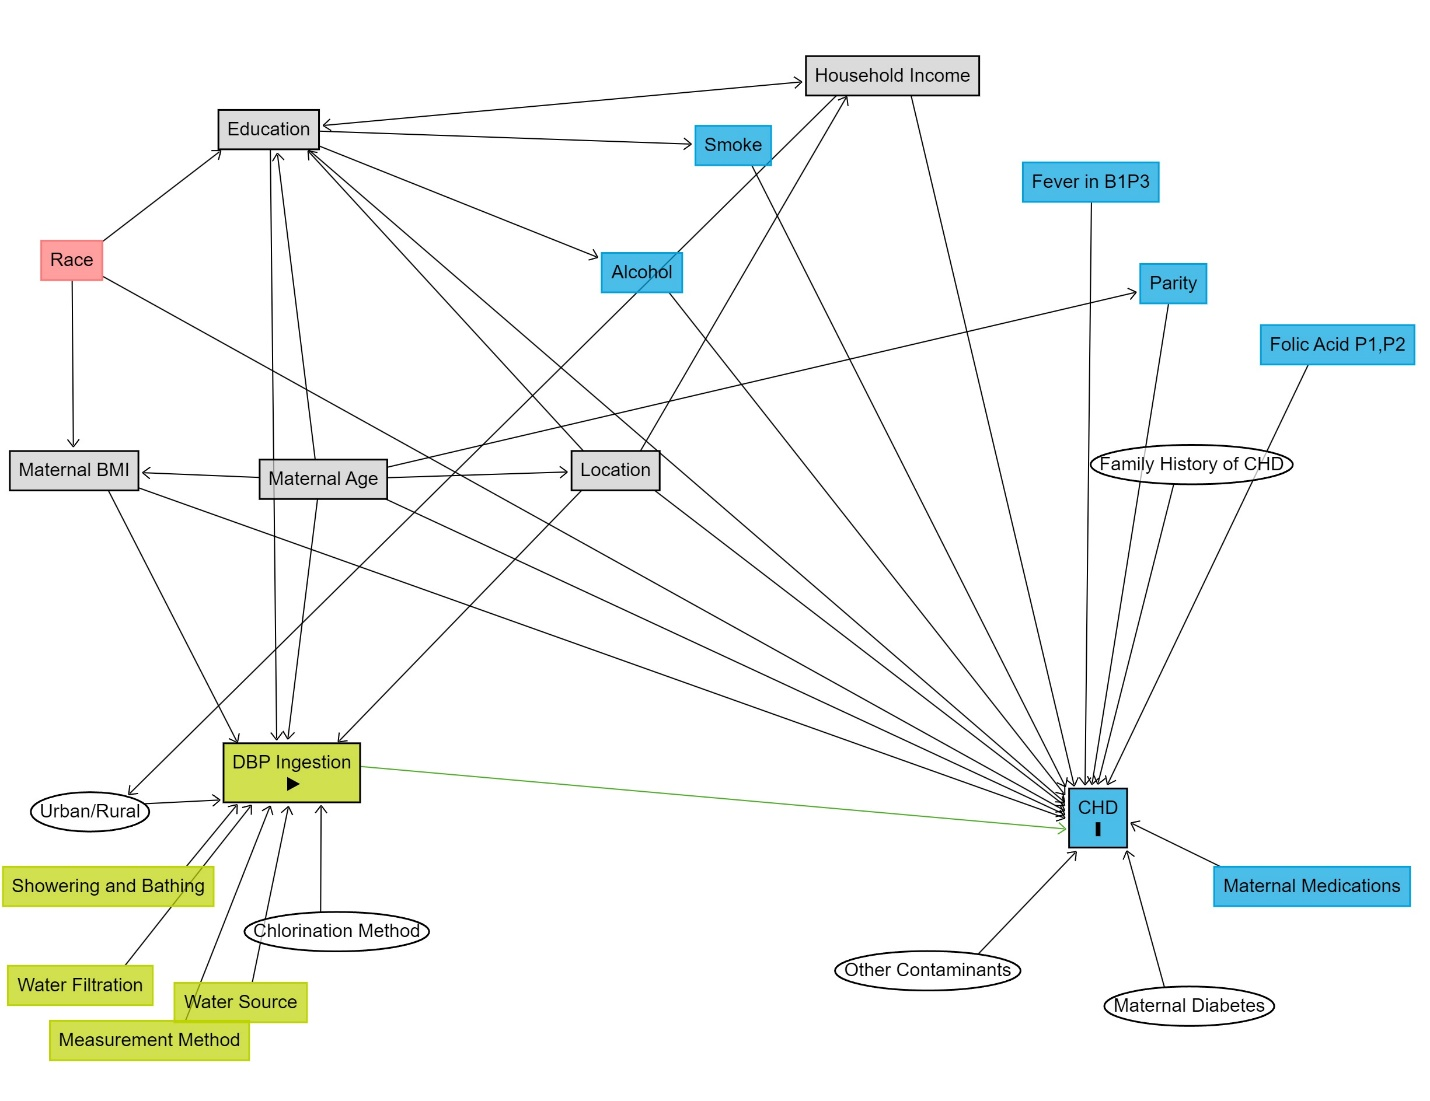 Household Income
Education
Smoke
Fever in B1P3
Race
Alcohol
Parity
Folic Acid P1,P2
Maternal BMI
Maternal Age
Location
Family History of CHD
DBP Ingestion
Urban/Rural
CHD
Showering and Bathing
Maternal Medications
Chlorination Method
Other Contaminants
Water Filtration
Water Source
Maternal Diabetes
Measurement Method